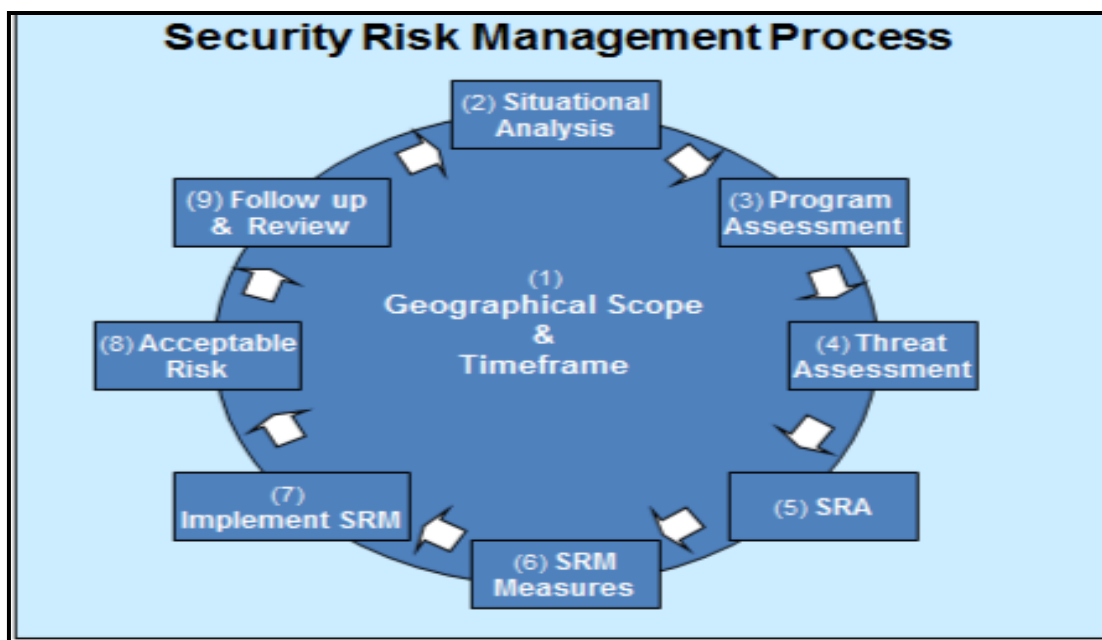 Security Risk Management Process
(2) Situational
Analysis
(3) Program
Assessment
(4) Threat
Assessment
(5) SRA
(6) SRM
Measures
(7)
Implement SRM
(8) Acceptable
Risk
(9) Follow up
& Review
(1)
Geographical Scope
&
Timeframe